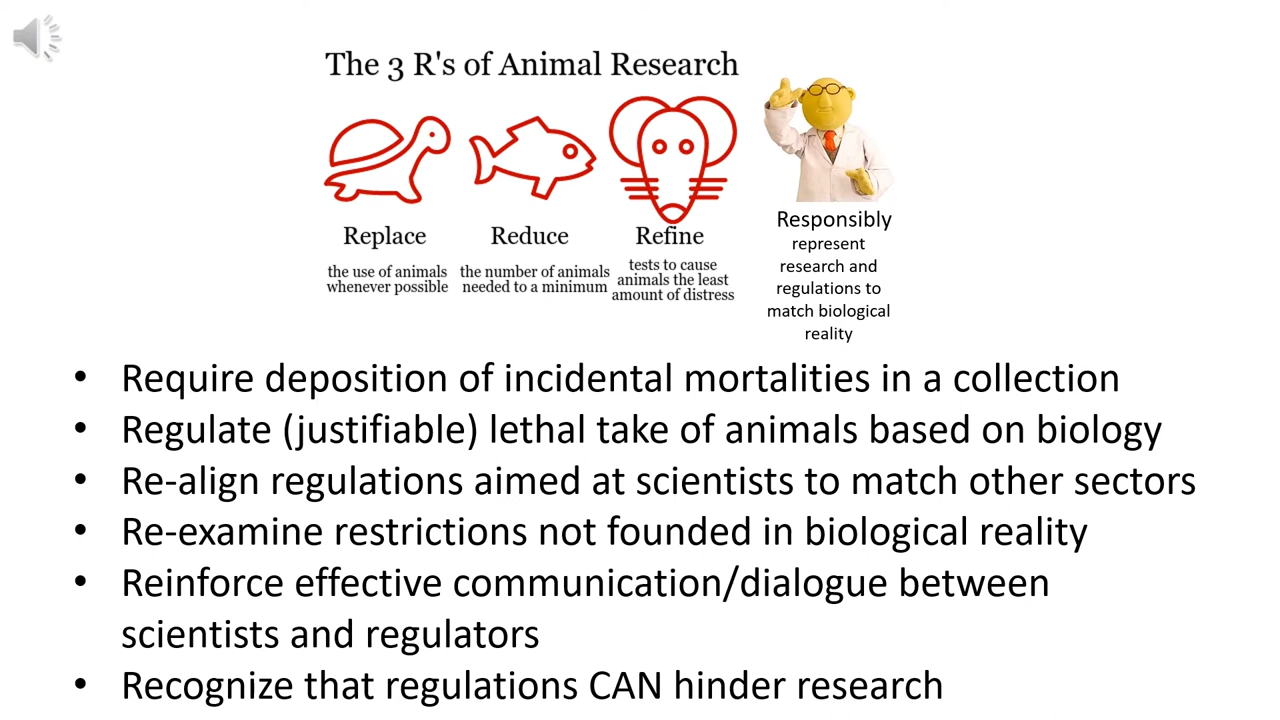 The 3 R's of Animal Research
Replace
the use of animals
whenever possible
Reduce
the number of animals
needed to a minimum
Refine
tests to cause
animals the least
amount of distress
Responsibly
represent
research and
regulations to
match biological
reality
• Require deposition of incidental mortalities in a collection
• Regulate (justifiable) lethal take of animals based on biology
• Re-align regulations aimed at scientists to match other sectors
• Re-examine restrictions not founded in biological reality
• Reinforce effective communication/dialogue between
scientists and regulators
• Recognize that regulations CAN hinder research